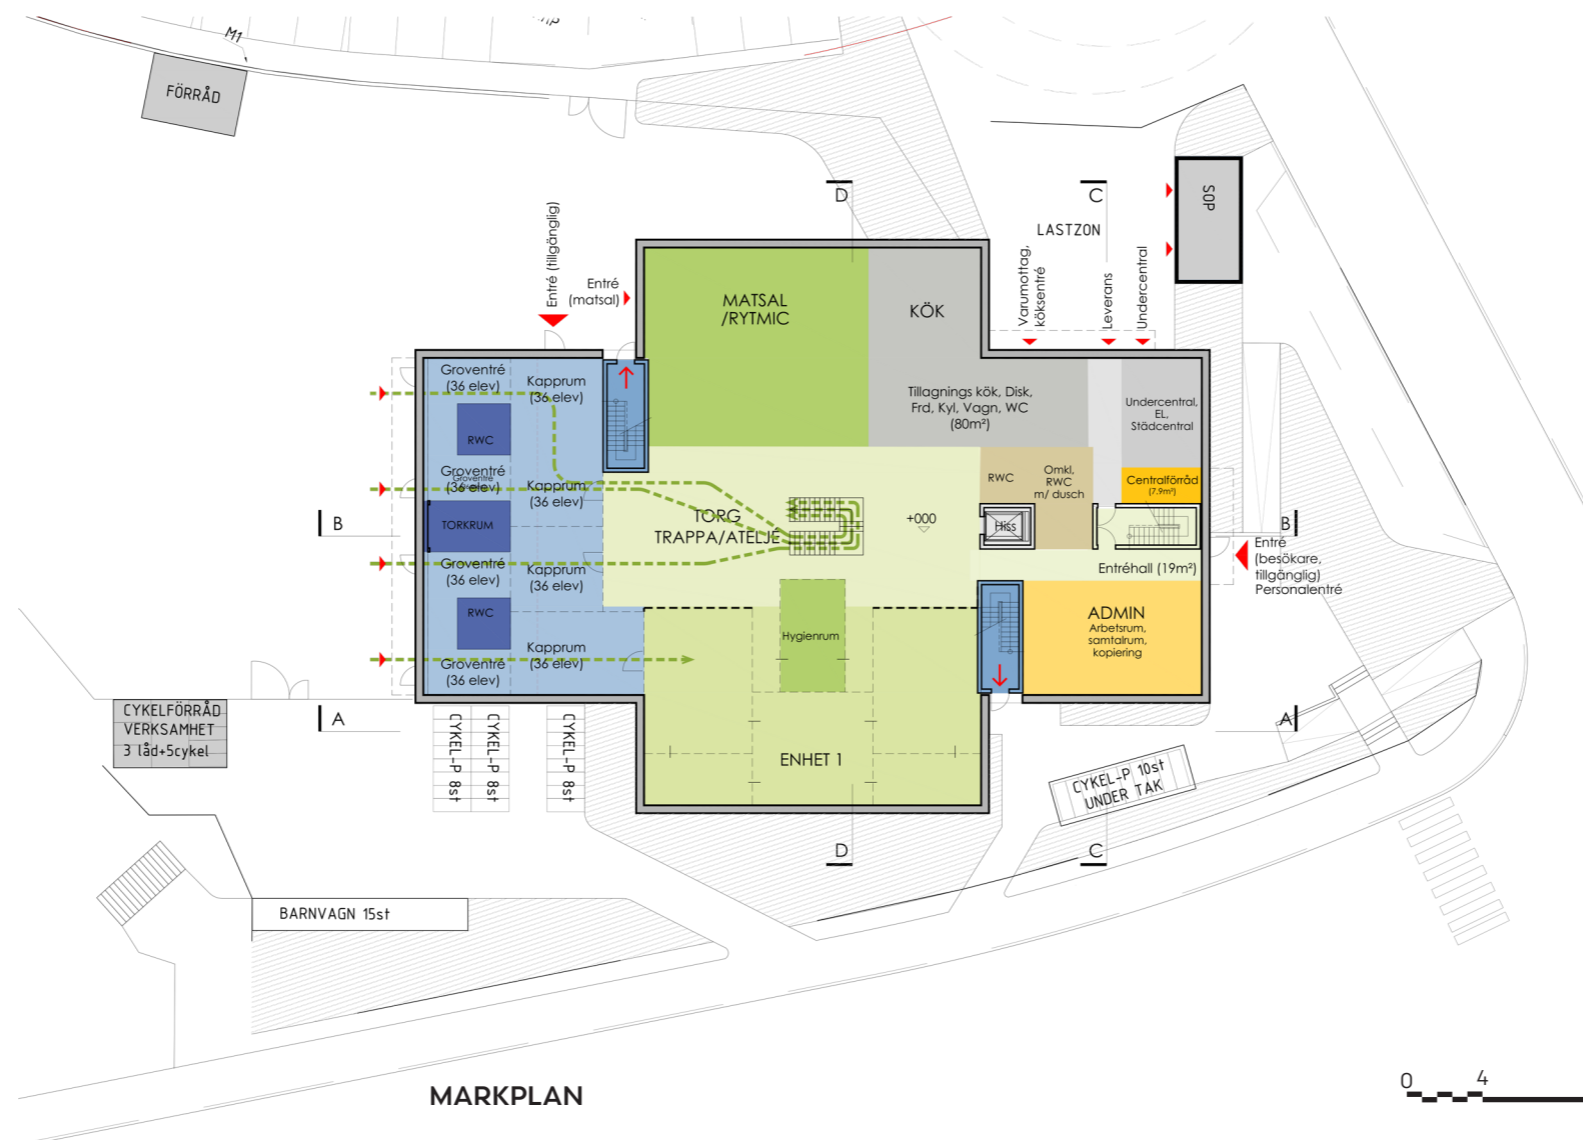 M1
FÖRRÅD
D
C
SOP
LASTZON
Entré (tillgänglig)
Entré
(matsal)
Varumottag,
köksentré
Leverans
Undercentral
MATSAL
/RYTMIC
KÖK
Groventré
(36 elev)
Kapprum
(36 elev)
Tillagnings kök, Disk,
Frd, Kyl, Vagn, WC
(80m²)
Undercentral,
EL,
Städcentral
RWC
Groventré
(36 elev)
Groventré
Kapprum
(36 elev)
RWC
Omkl,
RWC
m/ dusch
Centralförråd
(7.9m²)
B
TORKRUM
TORG
TRAPPA/ATELJÉ
+000
Hiss
B
Entré
(besökare,
tillgänglig)
Personalentré
Groventré
(36 elev)
Kapprum
(36 elev)
Entréhall (19m²)
RWC
Hygienrum
ADMIN
Arbetsrum,
samtalrum,
kopiering
Groventré
(36 elev)
Kapprum
(36 elev)
CYKELFÖRRÅD
VERKSAMHET
3 låd+5cykel
A
A
CYKEL-P 8st
CYKEL-P 8st
CYKEL-P 8st
ENHET 1
CYKEL-P 10st
UNDER TAK
D
C
BARNVAGN 15st
MARKPLAN
0
4